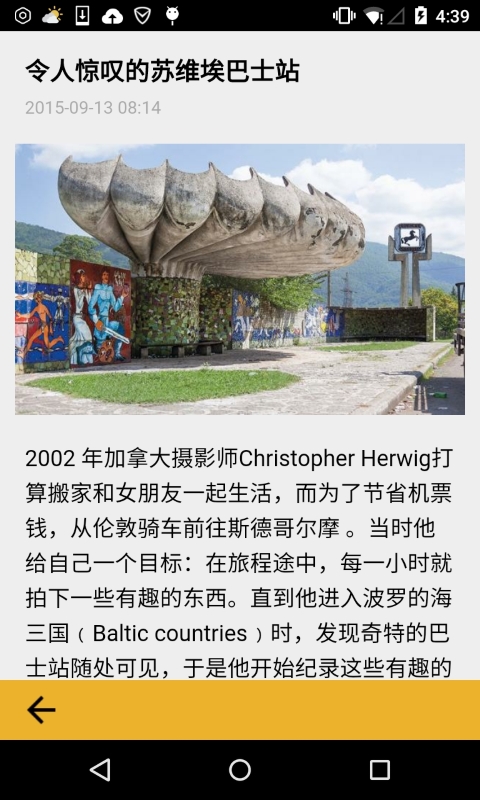 4:39
令人惊叹的苏维埃巴士站
2015-09-13 08:14
2002 年加拿大摄影师Christopher Herwig打
算搬家和女朋友一起生活，而为了节省机票
钱，从伦敦骑车前往斯德哥尔摩 。当时他
给自己一个目标：在旅程途中，每一小时就
拍下一些有趣的东西。直到他进入波罗的海
三国﹙Baltic countries﹚时，发现奇特的巴
士站随处可见，于是他开始纪录这些有趣的